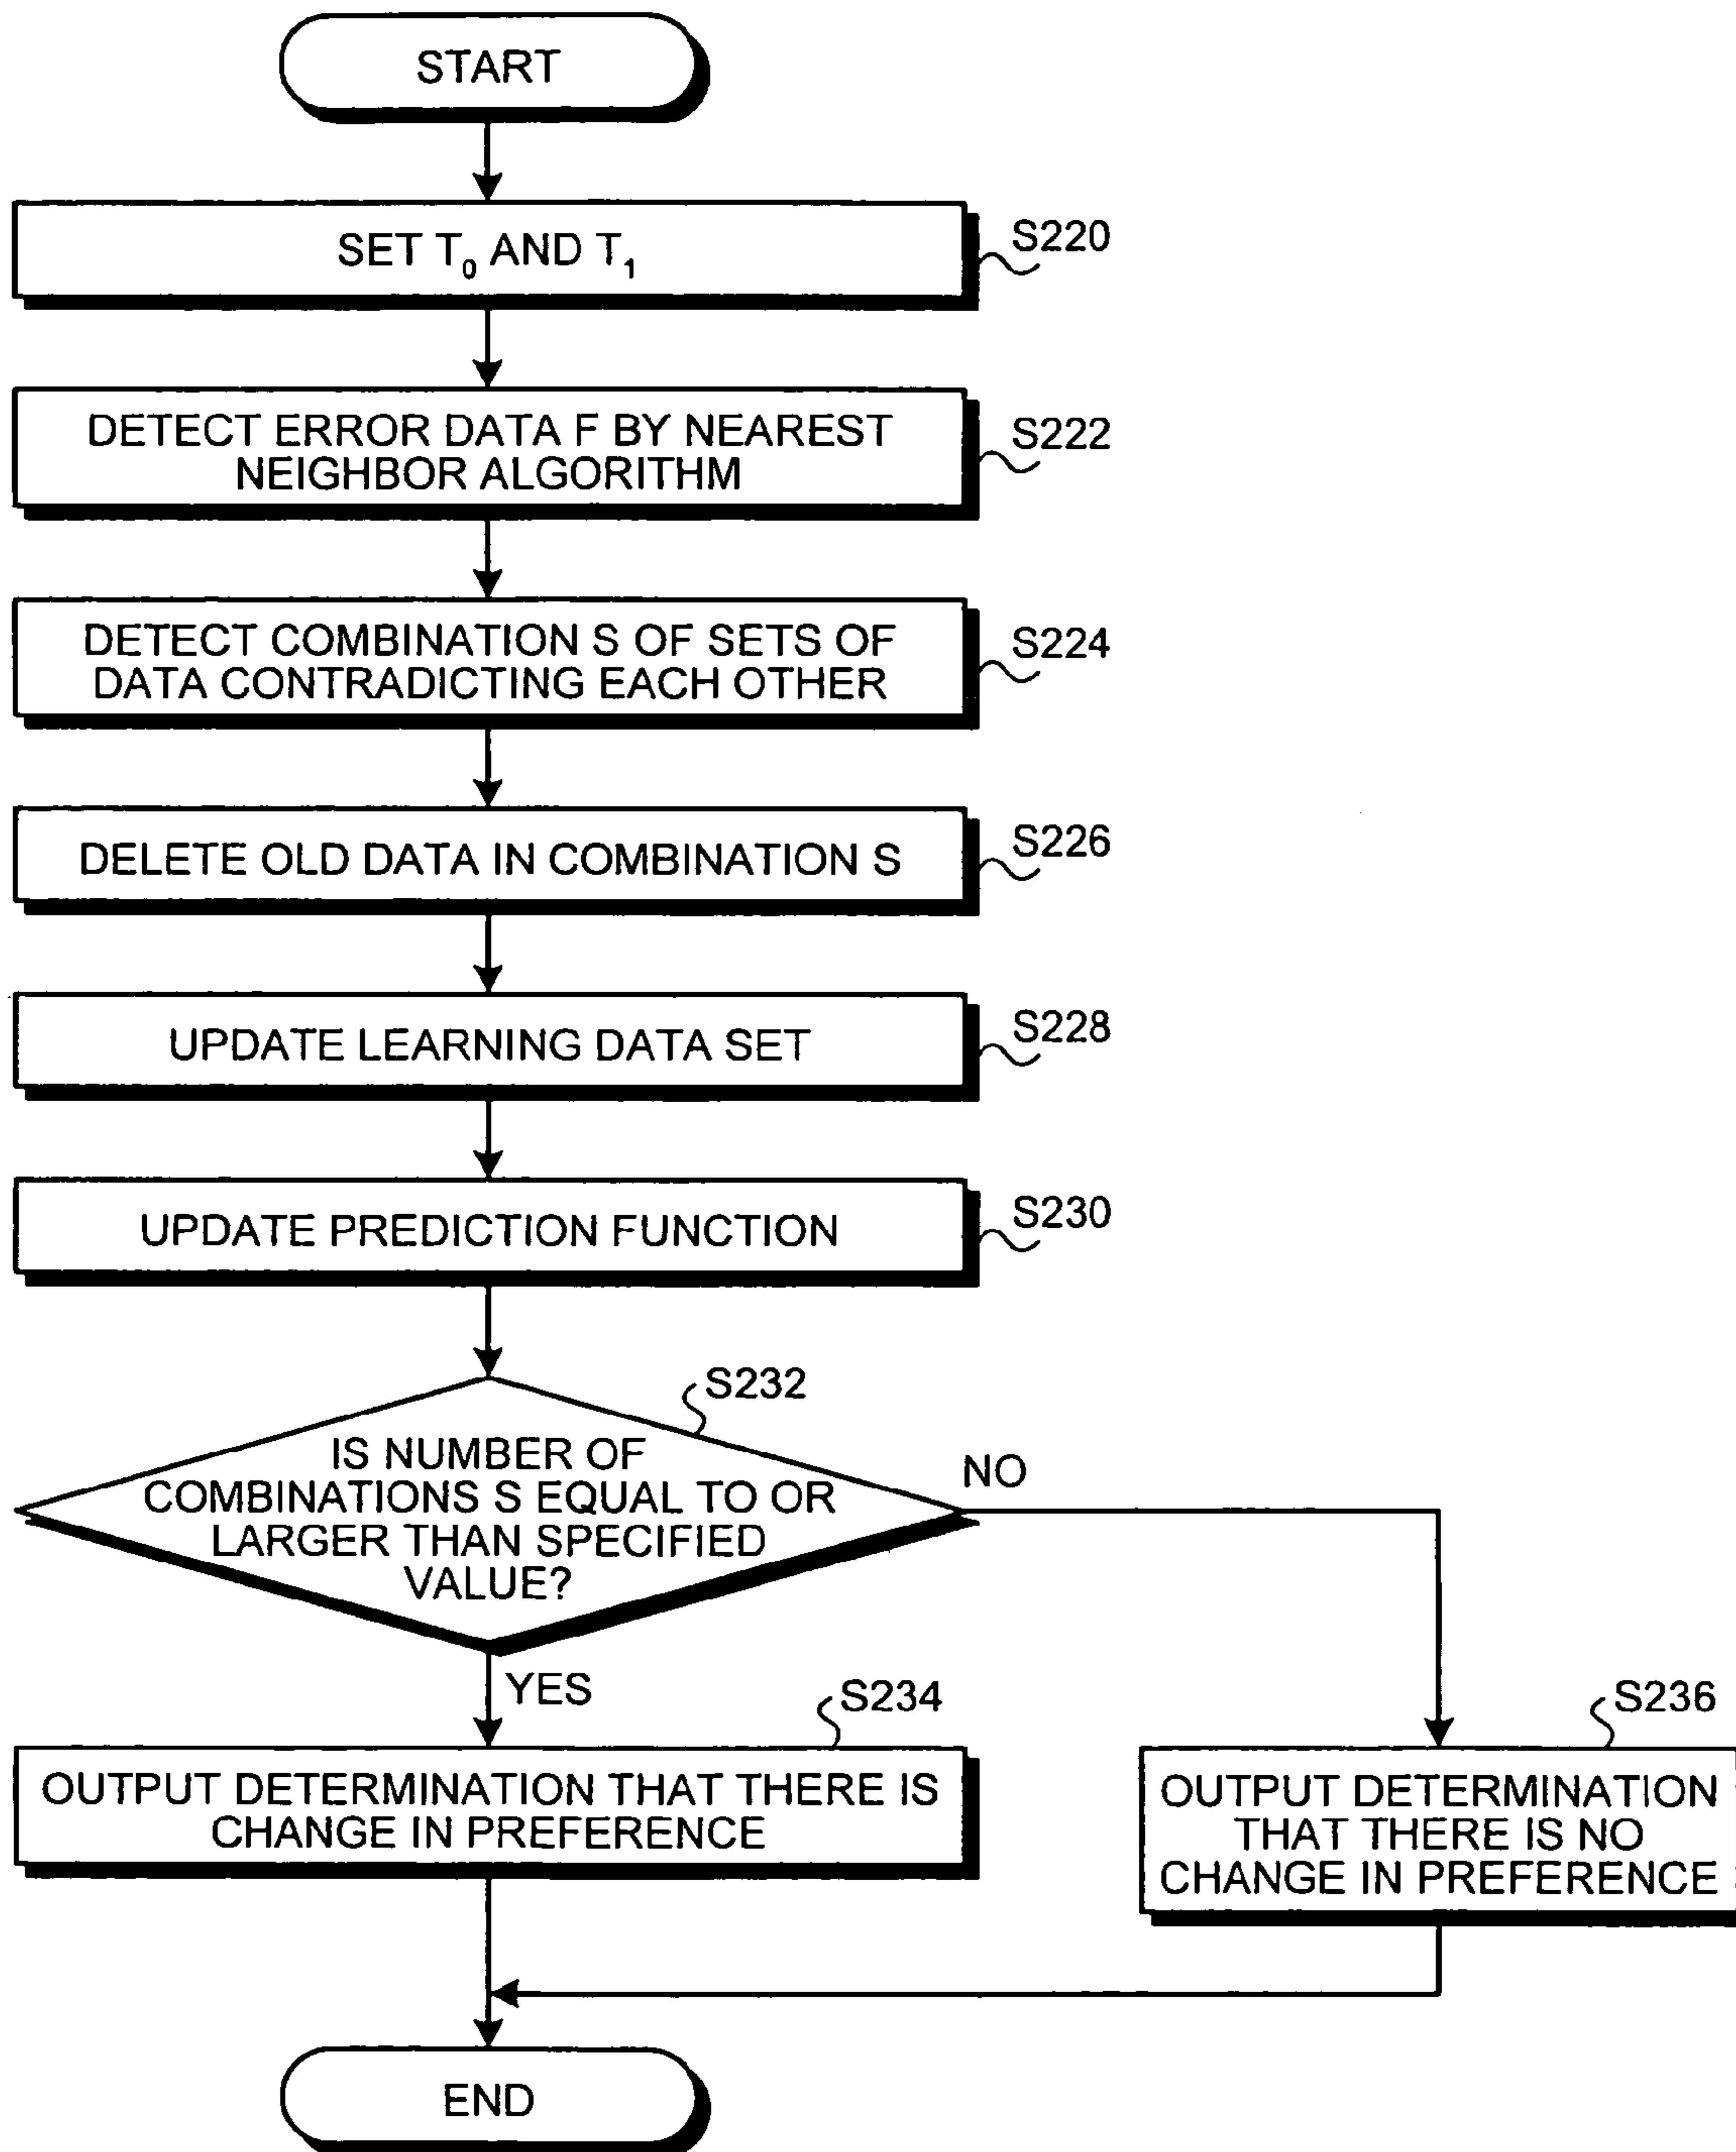 START
SET T₀ AND T₁
S220
DETECT ERROR DATA F BY NEAREST
NEIGHBOR ALGORITHM
S222
DETECT COMBINATION S OF SETS OF
DATA CONTRADICTING EACH OTHER
S224
DELETE OLD DATA IN COMBINATION S
S226
UPDATE LEARNING DATA SET
S228
UPDATE PREDICTION FUNCTION
S230
S232
IS NUMBER OF
COMBINATIONS S EQUAL TO OR
LARGER THAN SPECIFIED
VALUE?
NO
YES
S234
OUTPUT DETERMINATION THAT THERE IS
CHANGE IN PREFERENCE
S236
OUTPUT DETERMINATION
THAT THERE IS NO
CHANGE IN PREFERENCE
END